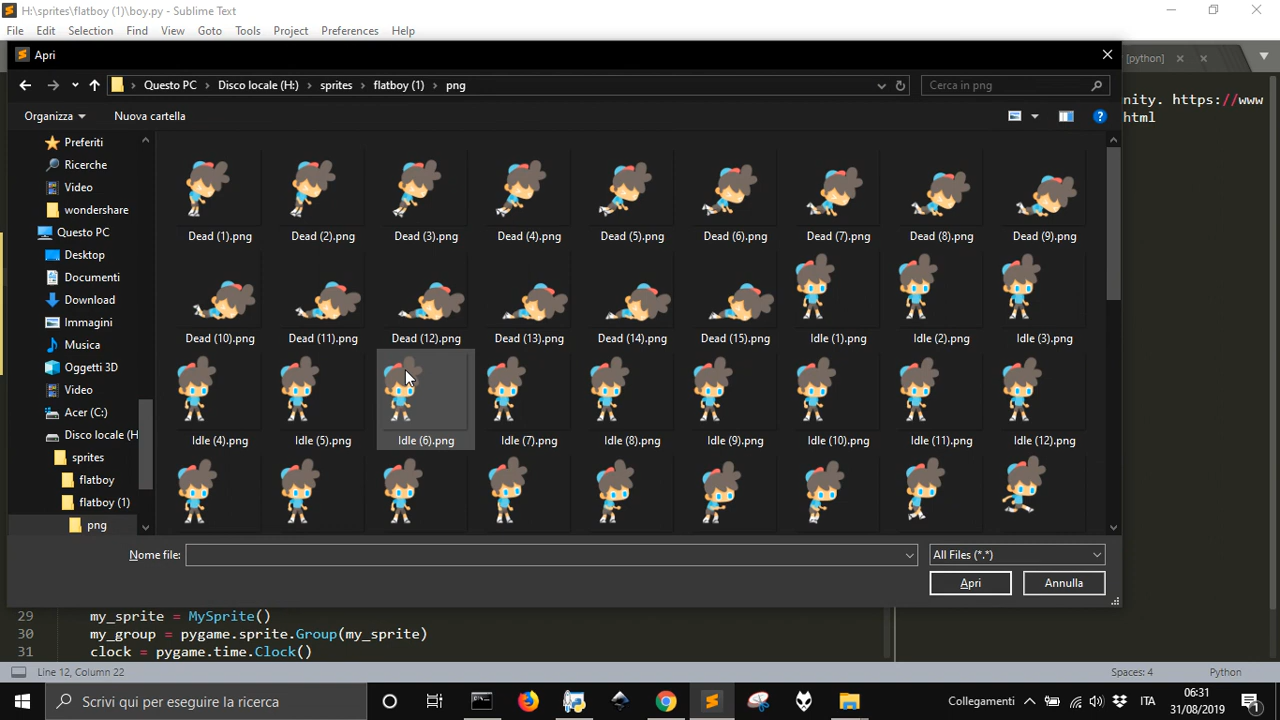 H:\sprites\flatboy (1)\boy.py - Sublime Text
File Edit Selection Find View Goto Tools Project Preferences Help
Apri
[python]
Questo PC > Disco locale (H:) > sprites > flatboy (1) > png
Cerca in png
nity. https://www
Organizza
Nuova cartella
html
Preferiti
Ricerche
Video
wondershare
Questo PC
Desktop
Documenti
Download
Immagini
Musica
Oggetti 3D
Video
Acer (C:)
Disco locale (H
sprites
flatboy
flatboy (1)
png
Dead (1).png Dead (2).png Dead (3).png Dead (4).png Dead (5).png Dead (6).png Dead (7).png Dead (8).png Dead (9).png
Dead (10).png Dead (11).png Dead (12).png Dead (13).png Dead (14).png Dead (15).png Idle (1).png Idle (2).png Idle (3).png
Idle (4).png Idle (5).png Idle (6).png Idle (7).png Idle (8).png Idle (9).png Idle (10).png Idle (11).png Idle (12).png
Nome file:
All Files (*.*)
Apri
Annulla
29 my_sprite = MySprite()
30 my_group = pygame.sprite.Group(my_sprite)
31 clock = pygame.time.Clock()
Line 12, Column 22
Spaces: 4
Python
Scrivi qui per eseguire la ricerca
Collegamenti
ITA
06:31
31/08/2019
1